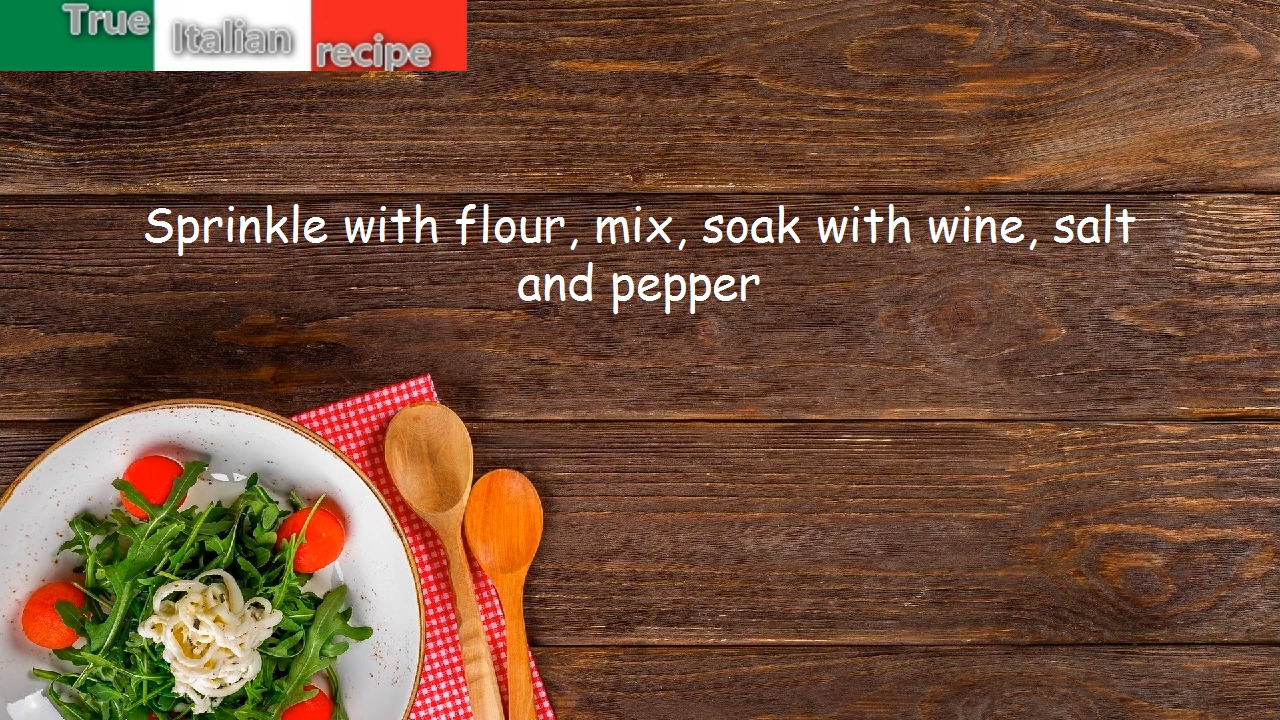 True Italian recipe
Sprinkle with flour, mix, soak with wine, salt
and pepper